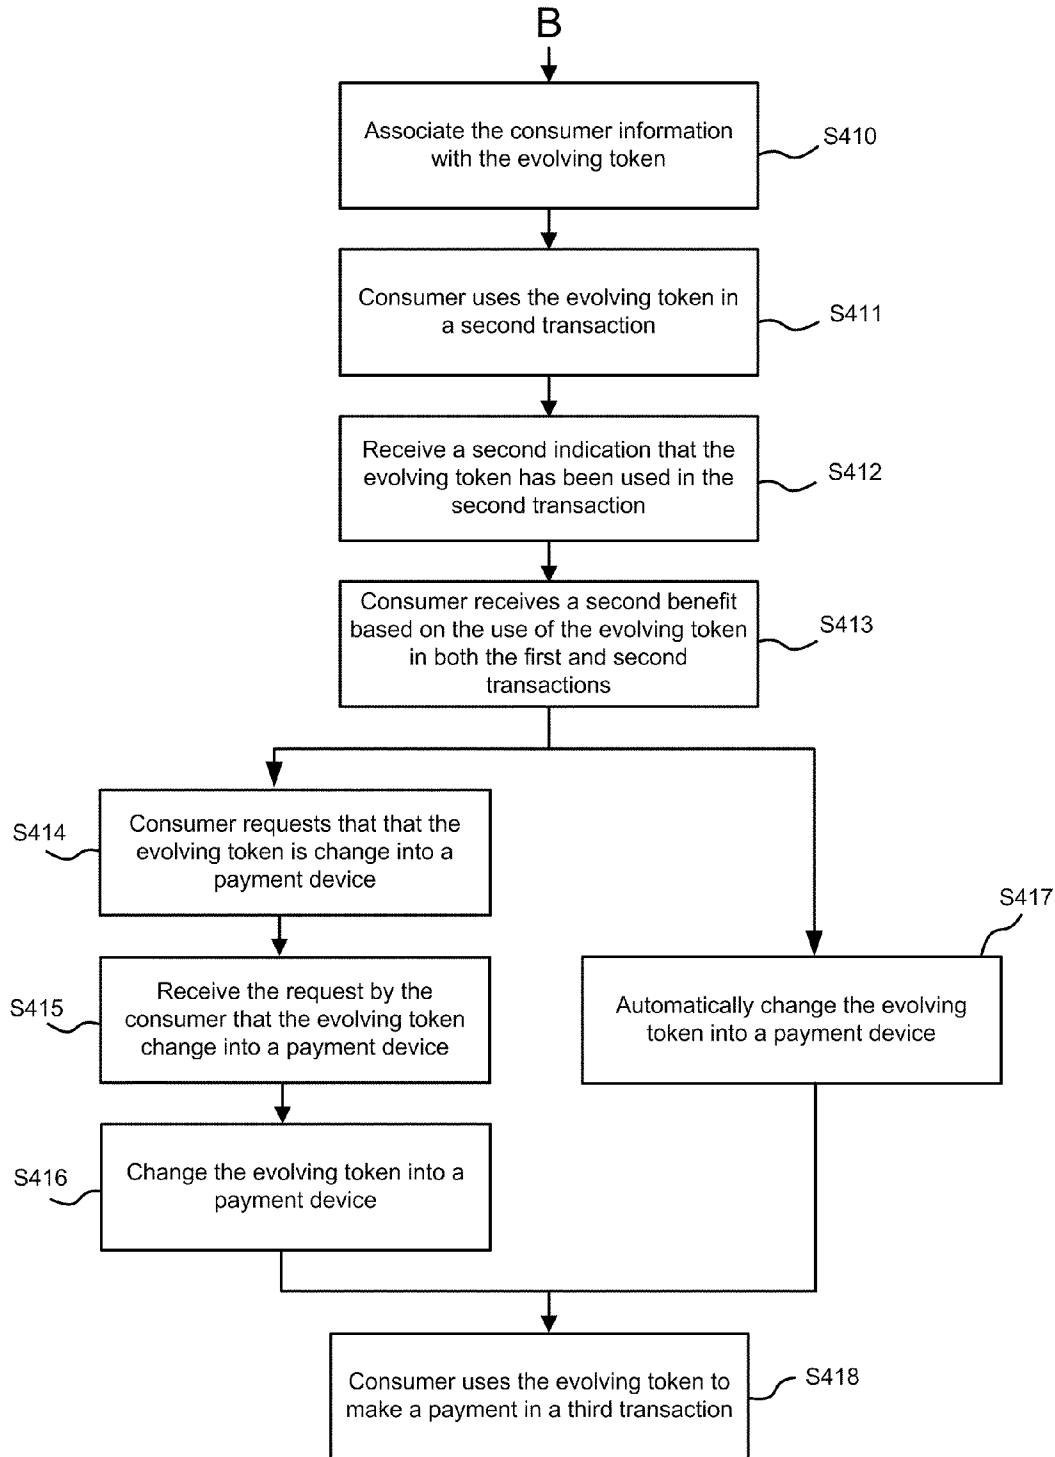 B
Associate the consumer information
with the evolving token
S410
Consumer uses the evolving token in
a second transaction
S411
Receive a second indication that the
evolving token has been used in the
second transaction
S412
Consumer receives a second benefit
based on the use of the evolving token
in both the first and second
transactions
S413
S414
Consumer requests that that the
evolving token is change into a
payment device
S415
Receive the request by the
consumer that the evolving token
change into a payment device
S416
Change the evolving token into a
payment device
S417
Automatically change the evolving
token into a payment device
Consumer uses the evolving token to
make a payment in a third transaction
S418